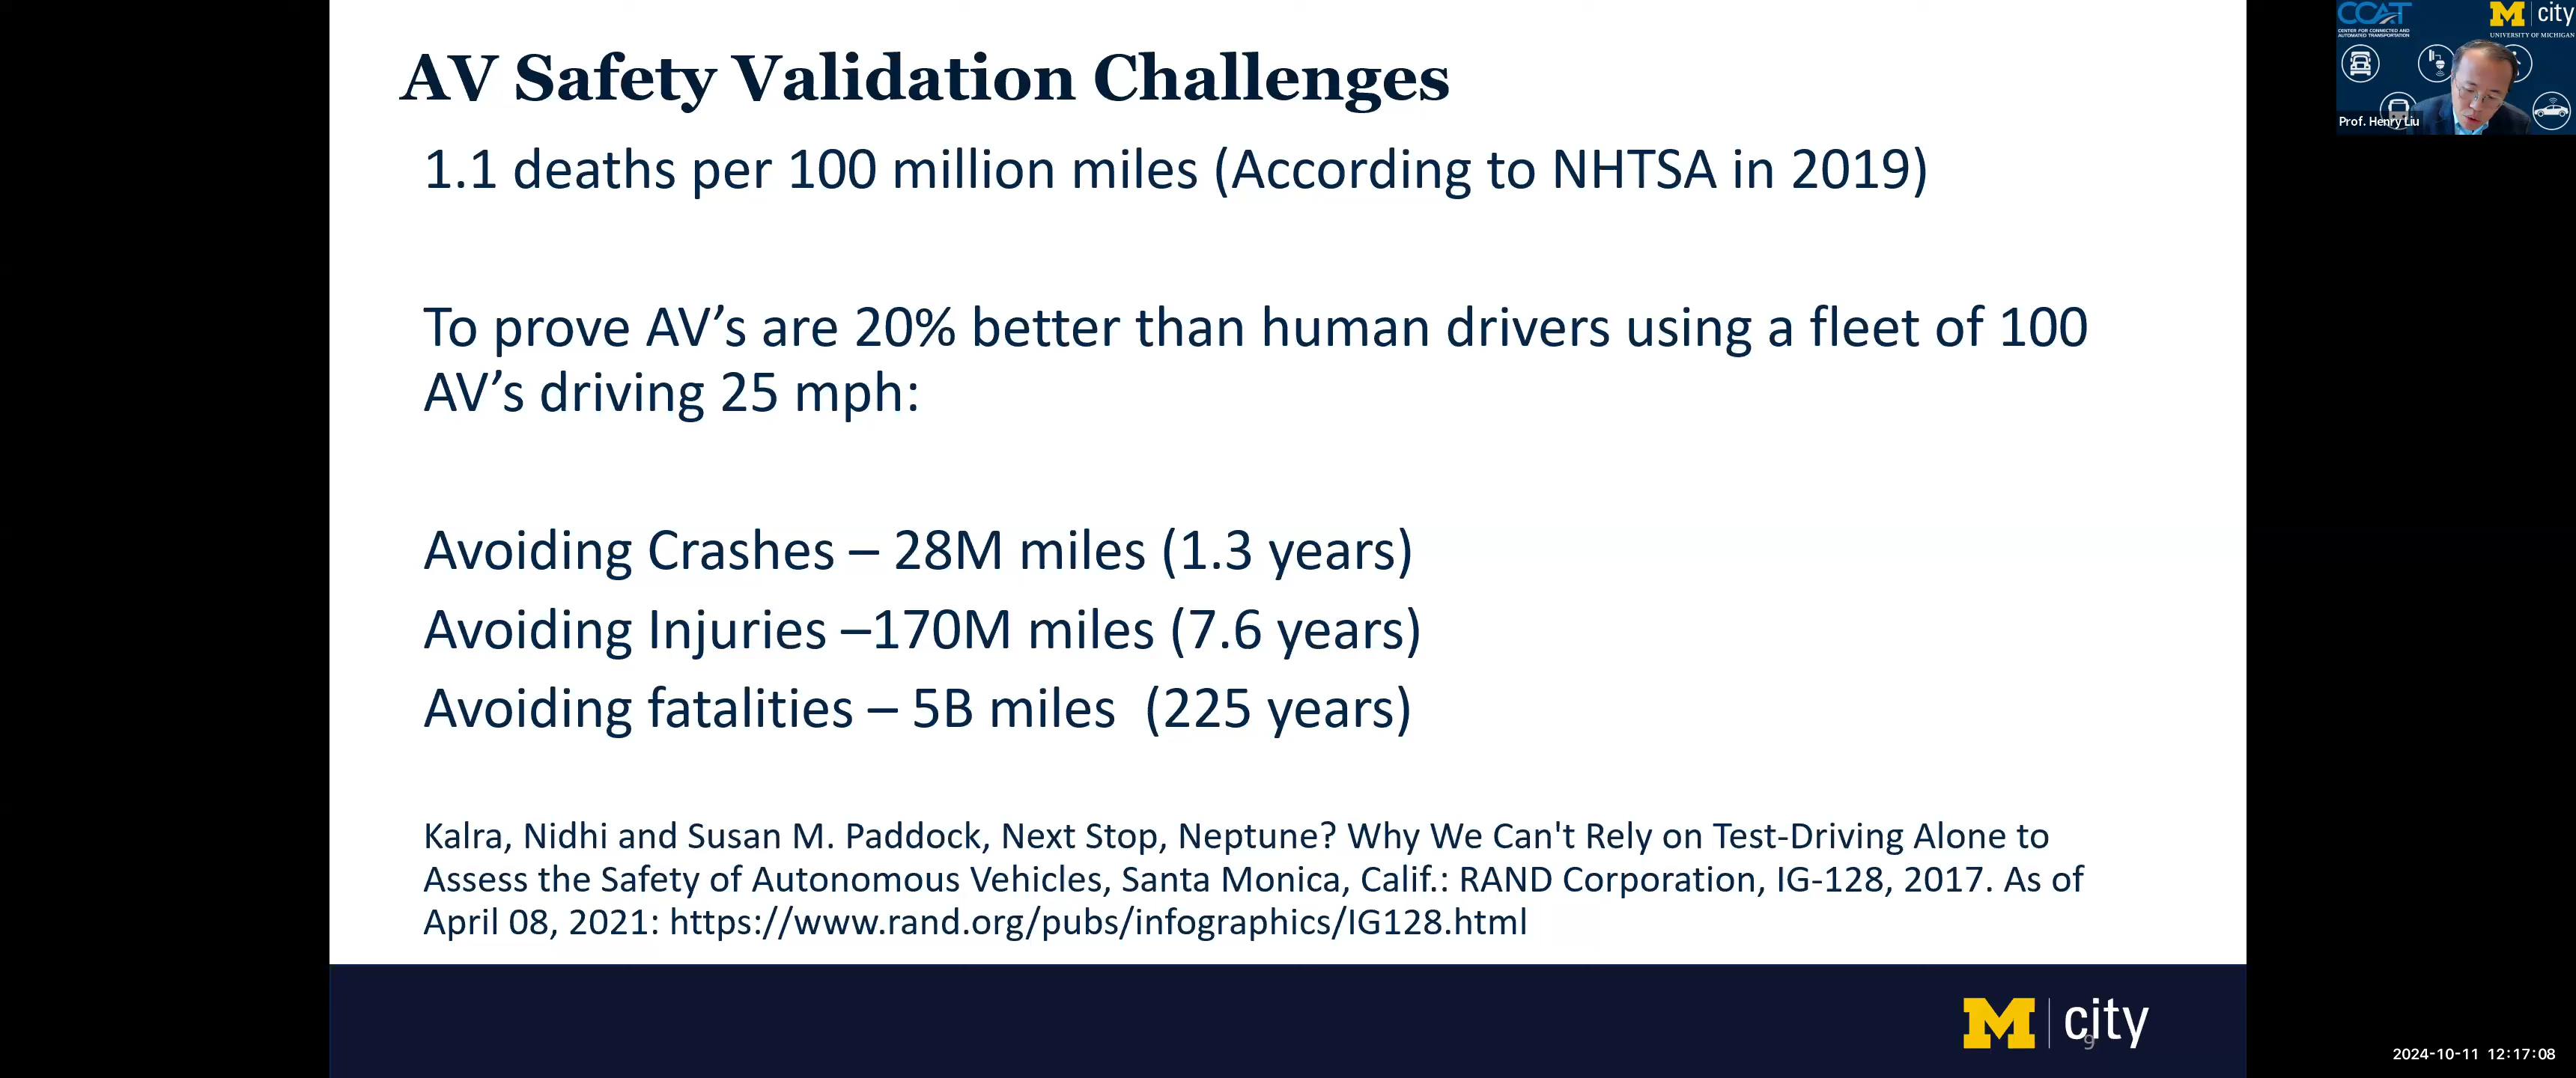 AV Safety Validation Challenges
1.1 deaths per 100 million miles (According to NHTSA in 2019)
To prove AV’s are 20% better than human drivers using a fleet of 100
AV’s driving 25 mph:
Avoiding Crashes – 28M miles (1.3 years)
Avoiding Injuries –170M miles (7.6 years)
Avoiding fatalities – 5B miles  (225 years)
Kalra, Nidhi and Susan M. Paddock, Next Stop, Neptune? Why We Can't Rely on Test-Driving Alone to
Assess the Safety of Autonomous Vehicles, Santa Monica, Calif.: RAND Corporation, IG-128, 2017. As of
April 08, 2021: https://www.rand.org/pubs/infographics/IG128.html
M | city
9
CCAT
CENTER FOR CONNECTED AND
AUTOMATED TRANSPORTATION
M | city
UNIVERSITY OF MICHIGAN
Prof. Henry Liu
2024-10-11 12:17:08